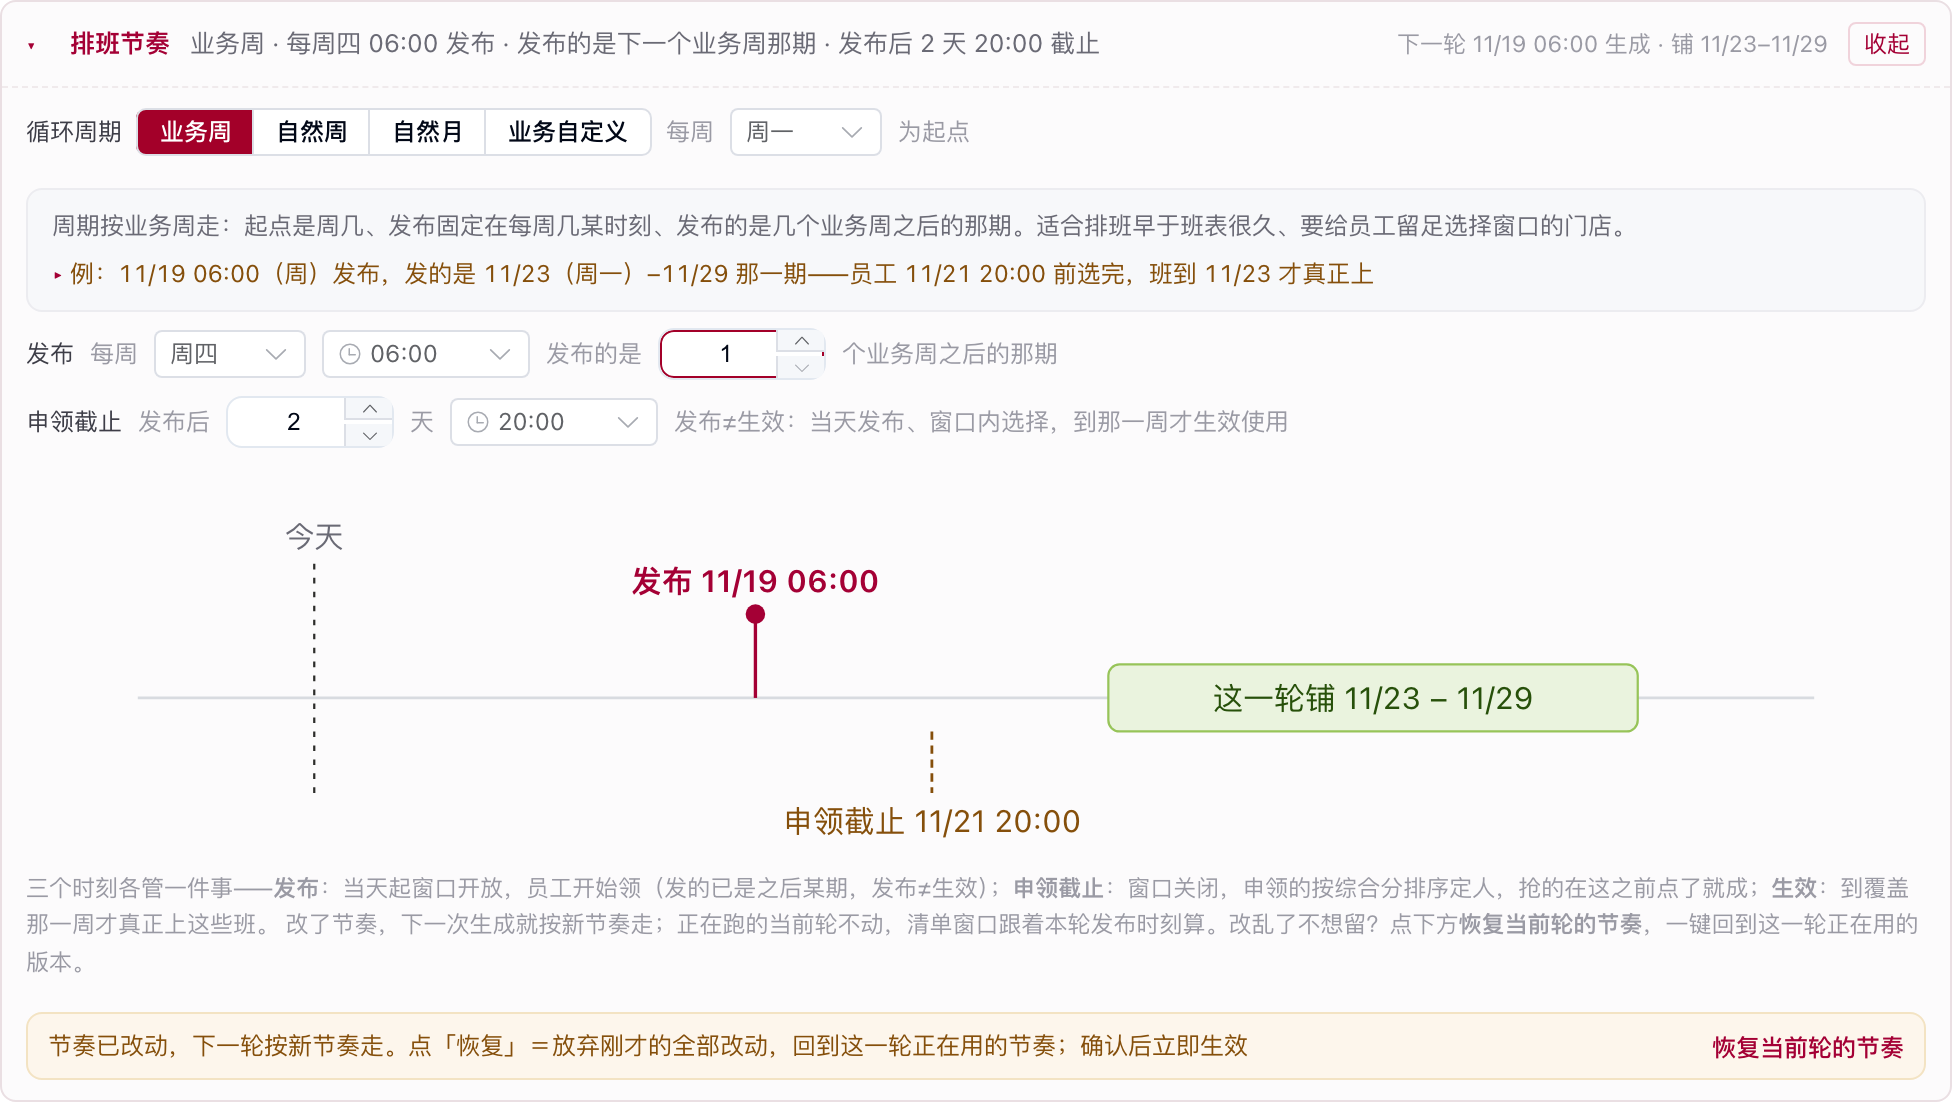 排班节奏 业务周 · 每周四 06:00 发布 · 发布的是下一个业务周那期 · 发布后 2 天 20:00 截止 下一轮 11/19 06:00 生成 · 铺 11/23–11/29 收起
循环周期 业务周 自然周 自然月 业务自定义 每周 周一 为起点
周期按业务周走：起点是周几、发布固定在每周几某时刻、发布的是几个业务周之后的那期。适合排班早于班表很久、要给员工留足选择窗口的门店。
▸ 例：11/19 06:00（周）发布，发的是 11/23（周一）–11/29 那一期——员工 11/21 20:00 前选完，班到 11/23 才真正上
发布 每周 周四 06:00 发布的是 1 个业务周之后的那期
申领截止 发布后 2 天 20:00 发布≠生效：当天发布、窗口内选择，到那一周才生效使用
今天
发布 11/19 06:00
这一轮铺 11/23 – 11/29
申领截止 11/21 20:00
三个时刻各管一件事——发布：当天起窗口开放，员工开始领（发的已是之后某期，发布≠生效）；申领截止：窗口关闭，申领的按综合分排序定人，抢的在这之前点了就成；生效：到覆盖
那一周才真正上这些班。 改了节奏，下一次生成就按新节奏走；正在跑的当前轮不动，清单窗口跟着本轮发布时刻算。改乱了不想留？点下方恢复当前轮的节奏，一键回到这一轮正在用的
版本。
节奏已改动，下一轮按新节奏走。点「恢复」＝放弃刚才的全部改动，回到这一轮正在用的节奏；确认后立即生效 恢复当前轮的节奏